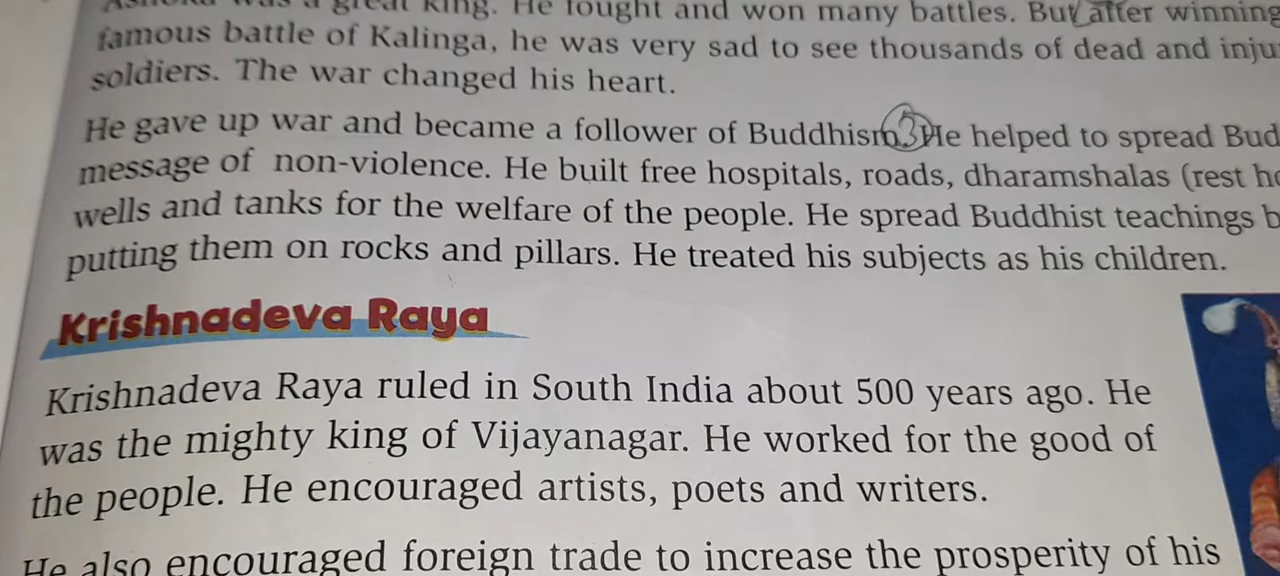 Ashoka was a great king. He fought and won many battles. But after winning
famous battle of Kalinga, he was very sad to see thousands of dead and inju
soldiers. The war changed his heart.
He gave up war and became a follower of Buddhism. 3 He helped to spread Bud
message of non-violence. He built free hospitals, roads, dharamshalas (rest ho
wells and tanks for the welfare of the people. He spread Buddhist teachings b
putting them on rocks and pillars. He treated his subjects as his children.
Krishnadeva Raya
Krishnadeva Raya ruled in South India about 500 years ago. He
was the mighty king of Vijayanagar. He worked for the good of
the people. He encouraged artists, poets and writers.
He also encouraged foreign trade to increase the prosperity of his